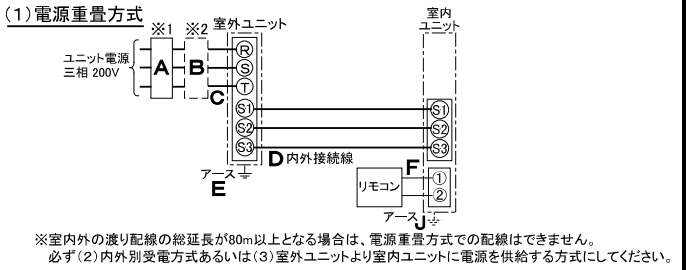 (1)電源重畳方式
※1 ※2 室外ユニット 室内ユニット
ユニット電源
三相 200V
A B C
R
S
T
S1 S1
S2 S2
S3 S3
D 内外接続線
アース
E
F
リモコン
①
②
アース J
※室内外の渡り配線の総延長が80m以上となる場合は、電源重畳方式での配線はできません。
必ず(2)内外別受電方式あるいは(3)室外ユニットより室内ユニットに電源を供給する方式にしてください。